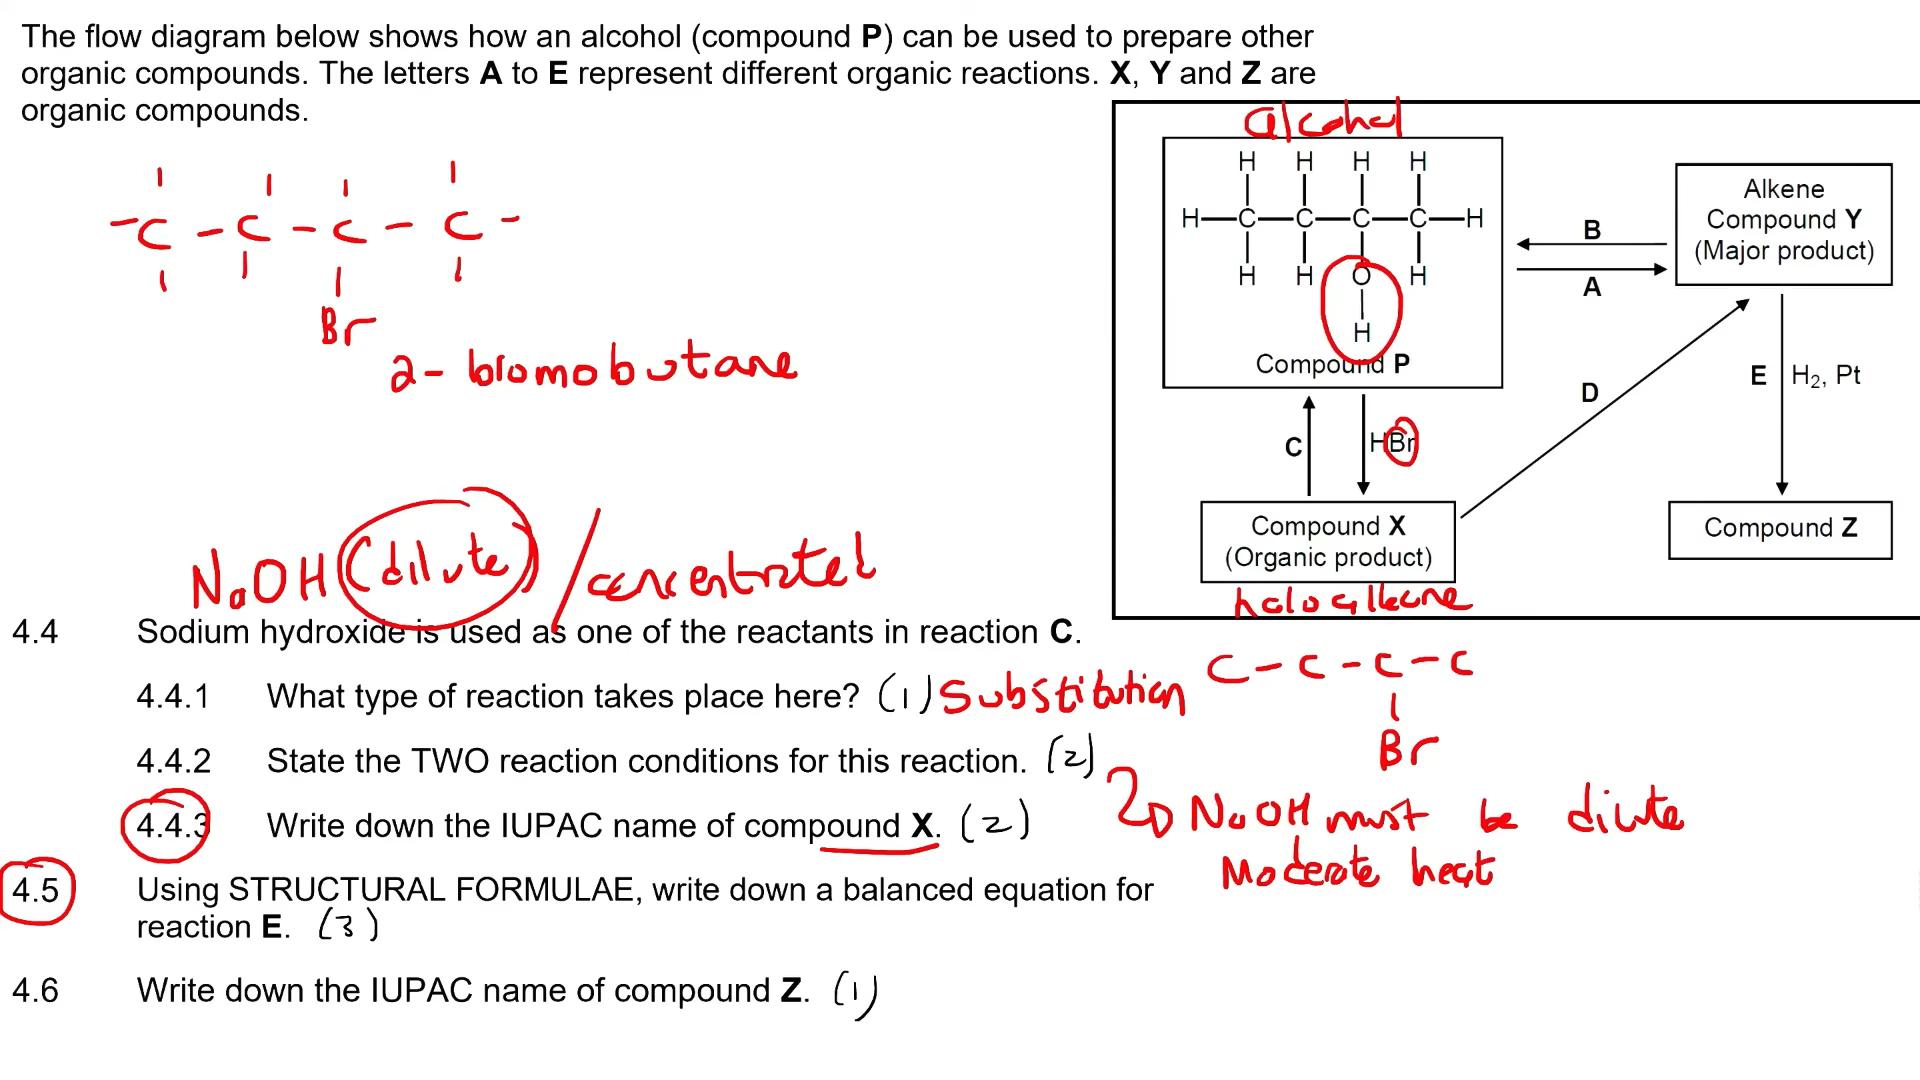 The flow diagram below shows how an alcohol (compound P) can be used to prepare other
organic compounds. The letters A to E represent different organic reactions. X, Y and Z are
organic compounds.
alcohol
H H H H
H—C—C—C—C—H
H H O H
H
Compound P
Alkene
Compound Y
(Major product)
B
A
C
HBr
D
E H₂, Pt
Compound X
(Organic product)
haloalkane
Compound Z
- C - C - C - C -
Br
2- bromobutane
NaOH (dilute) / concentrated
4.4 Sodium hydroxide is used as one of the reactants in reaction C.
4.4.1 What type of reaction takes place here? (1) Substitution
C - C - C - C
Br
4.4.2 State the TWO reaction conditions for this reaction. (2)
NaOH must be dilute
Moderate heat
4.4.3 Write down the IUPAC name of compound X. (2)
4.5 Using STRUCTURAL FORMULAE, write down a balanced equation for
reaction E. (3)
4.6 Write down the IUPAC name of compound Z. (1)